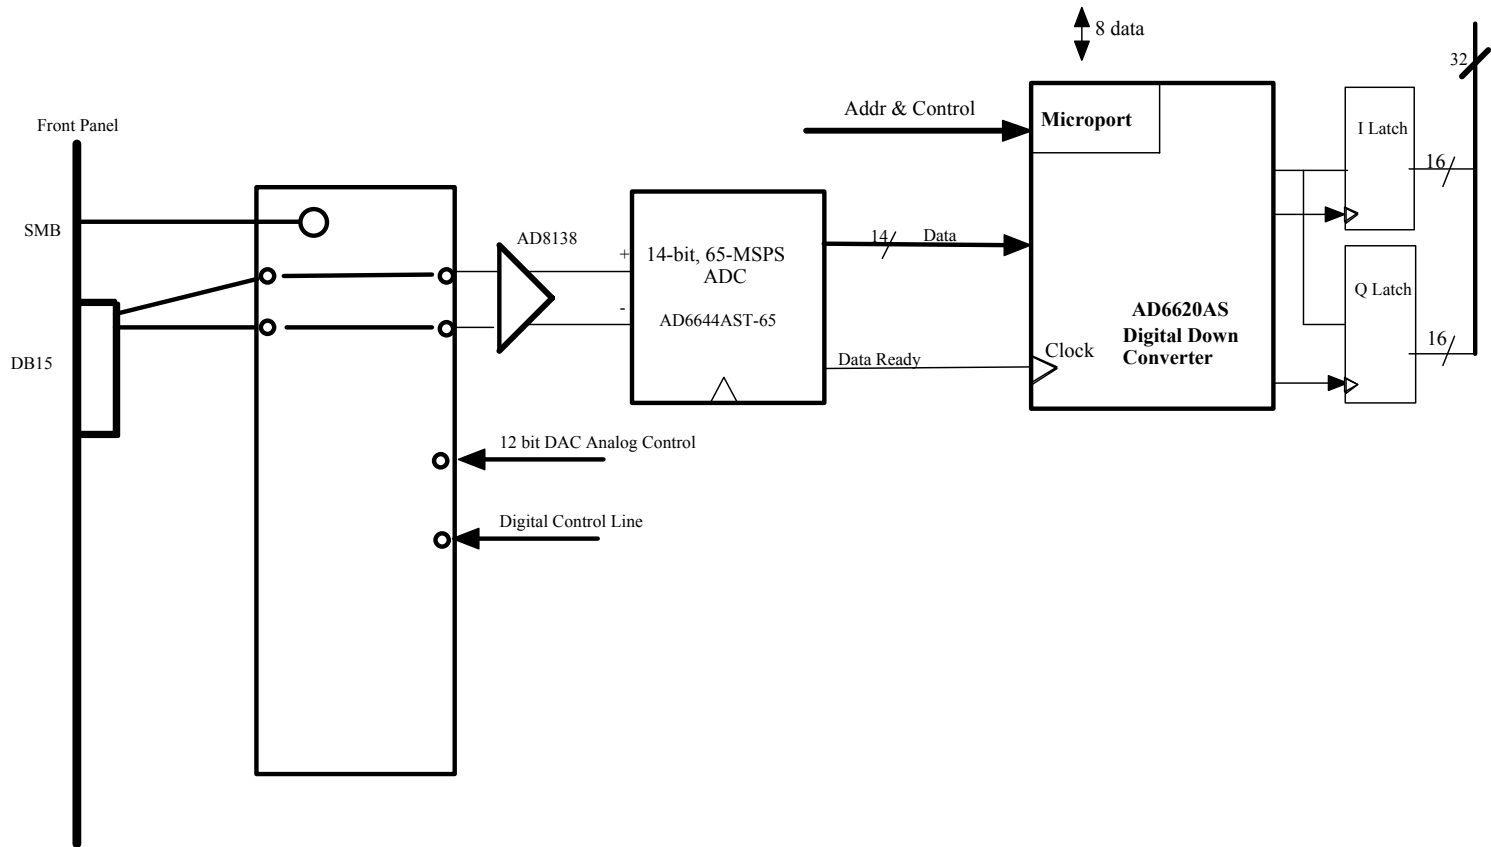 8 data
32
Addr & Control
Microport
I Latch
Front Panel
16
SMB
AD8138
+
14-bit, 65-MSPS
ADC
14
Data
Q Latch
-
AD6644AST-65
AD6620AS
Digital Down
Converter
16
DB15
Data Ready
Clock
12 bit DAC Analog Control
Digital Control Line